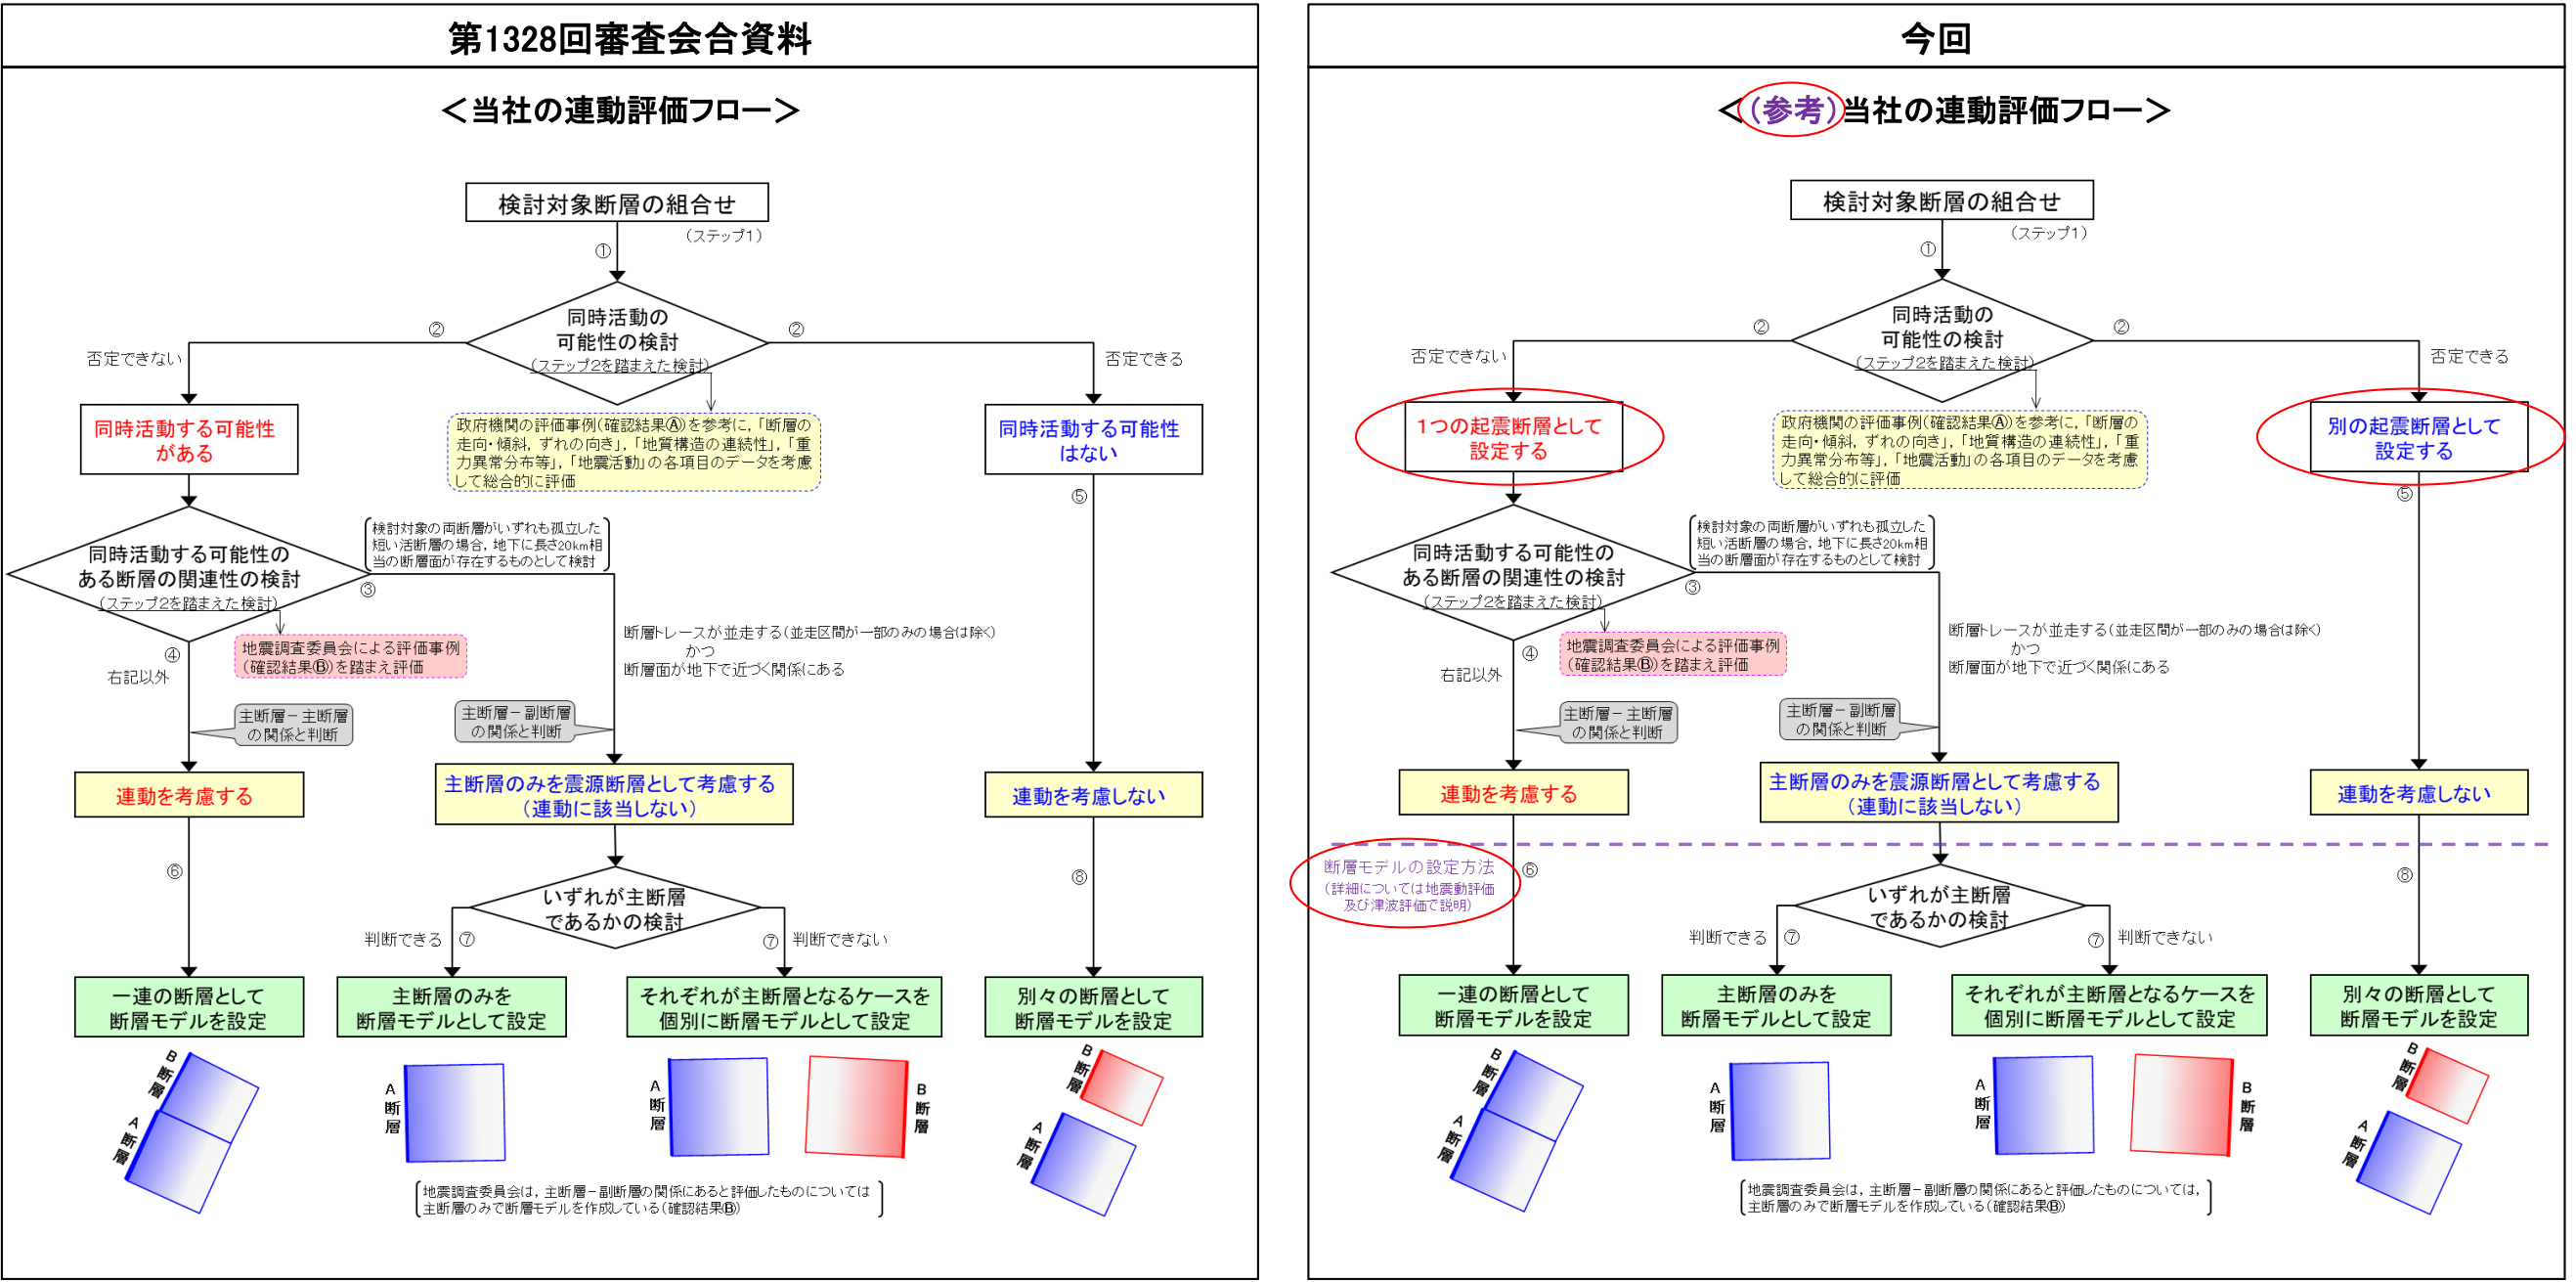 第1328回審査会合資料
＜当社の連動評価フロー＞
検討対象断層の組合せ
（ステップ1）
①
同時活動の
可能性の検討
（ステップ2を踏まえた検討）
②
②
否定できない
否定できる
同時活動する可能性
がある
政府機関の評価事例(確認結果Ⓐ)を参考に，「断層の
走向・傾斜，ずれの向き」，「地質構造の連続性」，「重
力異常分布等」，「地震活動」の各項目のデータを考慮
して総合的に評価
同時活動する可能性
はない
⑤
検討対象の両断層がいずれも孤立した
短い活断層の場合，地下に長さ20km相
当の断層面が存在するものとして検討
同時活動する可能性の
ある断層の関連性の検討
（ステップ2を踏まえた検討）
③
地震調査委員会による評価事例
（確認結果Ⓑ）を踏まえ評価
④
右記以外
断層トレースが並走する（並走区間が一部のみの場合は除く）
かつ
断層面が地下で近づく関係にある
主断層－主断層
の関係と判断
主断層－副断層
の関係と判断
連動を考慮する
主断層のみを震源断層として考慮する
（連動に該当しない）
連動を考慮しない
⑥
⑧
いずれが主断層
であるかの検討
判断できる
⑦
⑦
判断できない
一連の断層として
断層モデルを設定
主断層のみを
断層モデルとして設定
それぞれが主断層となるケースを
個別に断層モデルとして設定
別々の断層として
断層モデルを設定
B断層
A断層
A断層
A断層
B断層
B断層
A断層
地震調査委員会は，主断層－副断層の関係にあると評価したものについては
主断層のみで断層モデルを作成している（確認結果Ⓑ）
今回
＜（参考）当社の連動評価フロー＞
検討対象断層の組合せ
（ステップ1）
①
同時活動の
可能性の検討
（ステップ2を踏まえた検討）
②
②
否定できない
否定できる
1つの起震断層として
設定する
政府機関の評価事例(確認結果Ⓐ)を参考に，「断層の
走向・傾斜，ずれの向き」，「地質構造の連続性」，「重
力異常分布等」，「地震活動」の各項目のデータを考慮
して総合的に評価
別の起震断層として
設定する
⑤
検討対象の両断層がいずれも孤立した
短い活断層の場合，地下に長さ20km相
当の断層面が存在するものとして検討
同時活動する可能性の
ある断層の関連性の検討
（ステップ2を踏まえた検討）
③
地震調査委員会による評価事例
（確認結果Ⓑ）を踏まえ評価
④
右記以外
断層トレースが並走する（並走区間が一部のみの場合は除く）
かつ
断層面が地下で近づく関係にある
主断層－主断層
の関係と判断
主断層－副断層
の関係と判断
連動を考慮する
主断層のみを震源断層として考慮する
（連動に該当しない）
連動を考慮しない
断層モデルの設定方法
（詳細については地震動評価
及び津波評価で説明）
⑥
⑧
いずれが主断層
であるかの検討
判断できる
⑦
⑦
判断できない
一連の断層として
断層モデルを設定
主断層のみを
断層モデルとして設定
それぞれが主断層となるケースを
個別に断層モデルとして設定
別々の断層として
断層モデルを設定
B断層
A断層
A断層
A断層
B断層
B断層
A断層
地震調査委員会は，主断層－副断層の関係にあると評価したものについては，
主断層のみで断層モデルを作成している（確認結果Ⓑ）